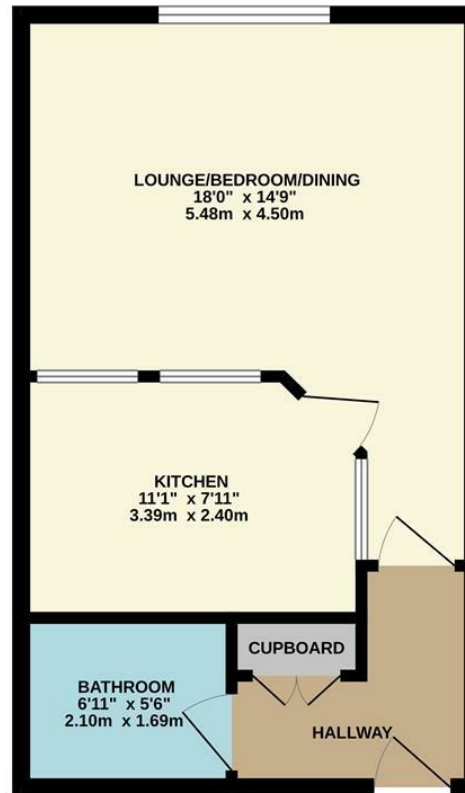 LOUNGE/BEDROOM/DINING
18'0" x 14'9"
5.48m x 4.50m
KITCHEN
11'1" x 7'11"
3.39m x 2.40m
CUPBOARD
BATHROOM
6'11" x 5'6"
2.10m x 1.69m
HALLWAY